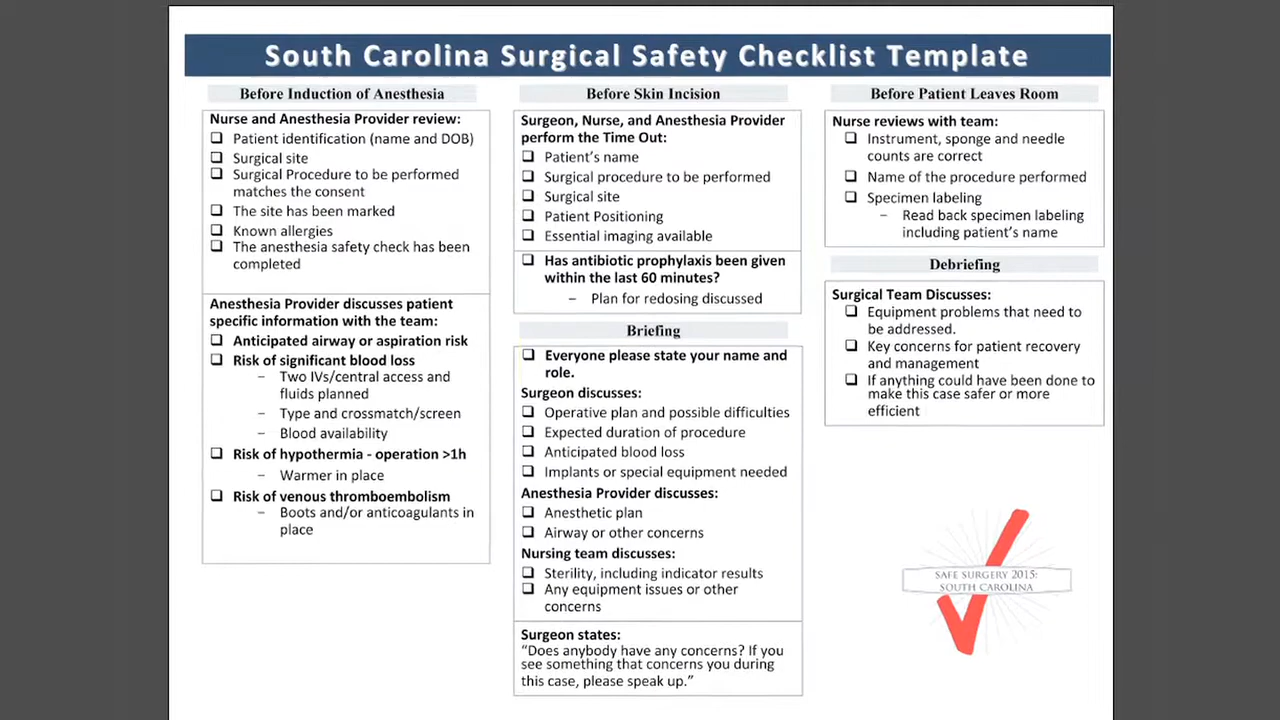 South Carolina Surgical Safety Checklist Template
Before Induction of Anesthesia
Nurse and Anesthesia Provider review:
❑ Patient identification (name and DOB)
❑ Surgical site
❑ Surgical Procedure to be performed
matches the consent
❑ The site has been marked
❑ Known allergies
❑ The anesthesia safety check has been
completed
Anesthesia Provider discusses patient
specific information with the team:
❑ Anticipated airway or aspiration risk
❑ Risk of significant blood loss
– Two IVs/central access and
fluids planned
– Type and crossmatch/screen
– Blood availability
❑ Risk of hypothermia - operation >1h
– Warmer in place
❑ Risk of venous thromboembolism
– Boots and/or anticoagulants in
place
Before Skin Incision
Surgeon, Nurse, and Anesthesia Provider
perform the Time Out:
❑ Patient’s name
❑ Surgical procedure to be performed
❑ Surgical site
❑ Patient Positioning
❑ Essential imaging available
❑ Has antibiotic prophylaxis been given
within the last 60 minutes?
– Plan for redosing discussed
Briefing
❑ Everyone please state your name and
role.
Surgeon discusses:
❑ Operative plan and possible difficulties
❑ Expected duration of procedure
❑ Anticipated blood loss
❑ Implants or special equipment needed
Anesthesia Provider discusses:
❑ Anesthetic plan
❑ Airway or other concerns
Nursing team discusses:
❑ Sterility, including indicator results
❑ Any equipment issues or other
concerns
Surgeon states:
“Does anybody have any concerns? If you
see something that concerns you during
this case, please speak up.”
Before Patient Leaves Room
Nurse reviews with team:
❑ Instrument, sponge and needle
counts are correct
❑ Name of the procedure performed
❑ Specimen labeling
– Read back specimen labeling
including patient’s name
Debriefing
Surgical Team Discusses:
❑ Equipment problems that need to
be addressed.
❑ Key concerns for patient recovery
and management
❑ If anything could have been done to
make this case safer or more
efficient
SAFE SURGERY 2015:
SOUTH CAROLINA